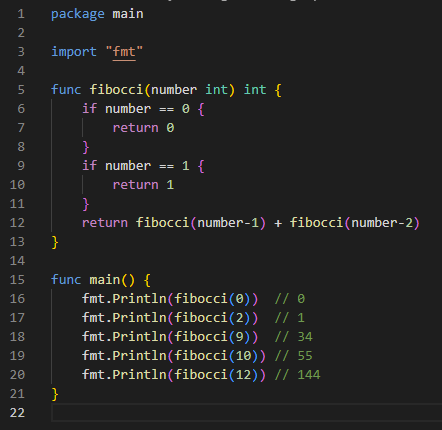 1 package main
2
3 import "fmt"
4
5 func fibocci(number int) int {
6     if number == 0 {
7         return 0
8     }
9     if number == 1 {
10         return 1
11     }
12     return fibocci(number-1) + fibocci(number-2)
13 }
14
15 func main() {
16     fmt.Println(fibocci(0))  // 0
17     fmt.Println(fibocci(2))  // 1
18     fmt.Println(fibocci(9))  // 34
19     fmt.Println(fibocci(10)) // 55
20     fmt.Println(fibocci(12)) // 144
21 }
22